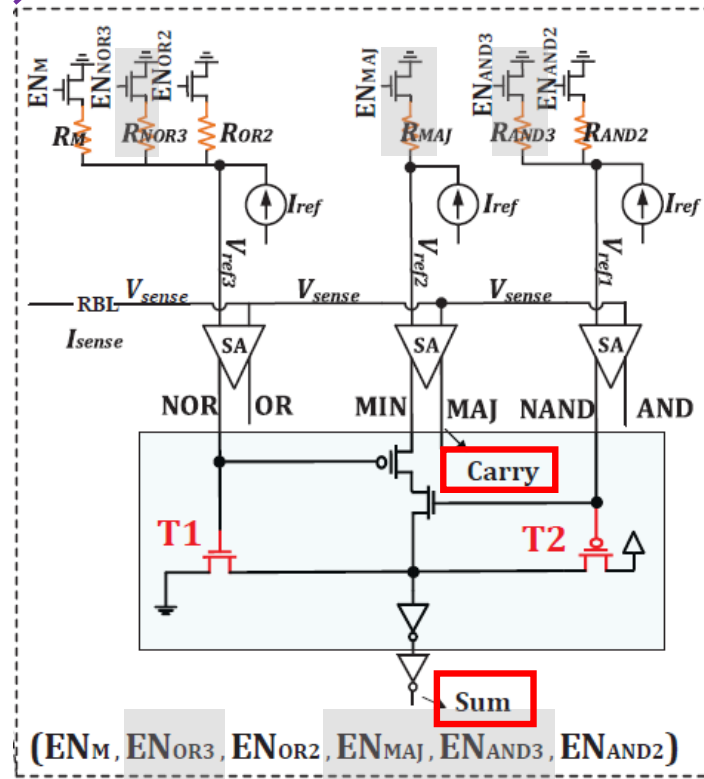 ENM
ENNOR3
ENOR2
ENMAJ
ENAND3
ENAND2
RM
RNOR3
ROR2
RMAJ
RAND3
RAND2
Iref
Iref
Iref
Vref3
Vref2
Vref1
RBL
Vsense
Vsense
Vsense
Isense
SA
SA
SA
NOR
OR
MIN
MAJ
NAND
AND
Carry
T1
T2
Sum
(ENM, ENOR3, ENOR2, ENMAJ, ENAND3, ENAND2)